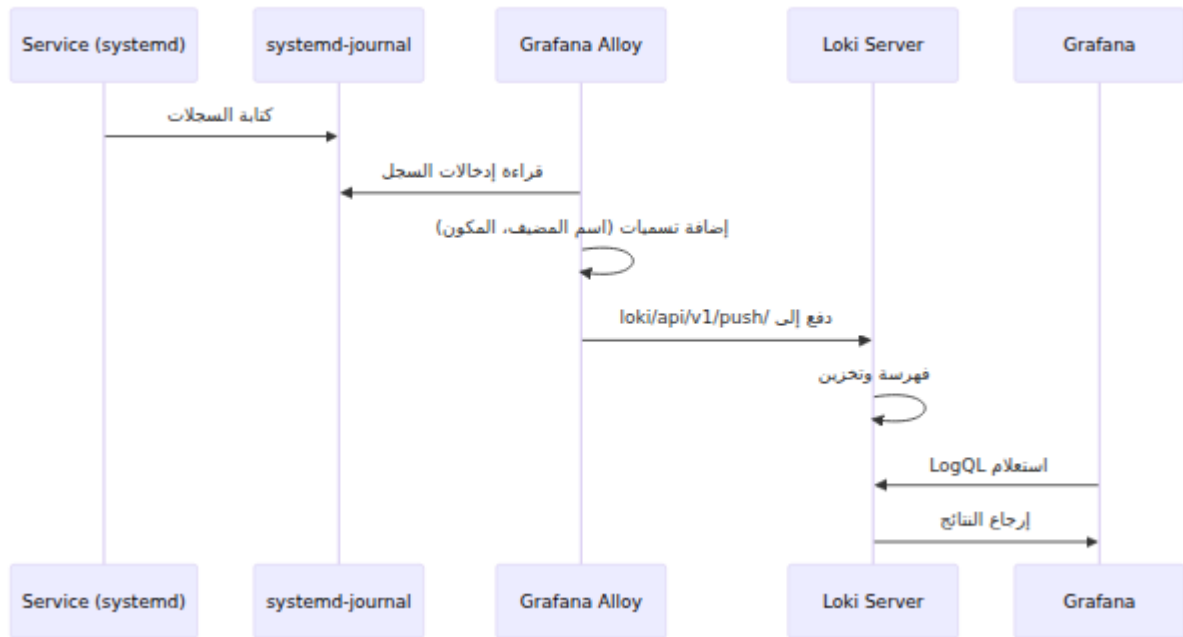 Service (systemd)
systemd-journal
Grafana Alloy
Loki Server
Grafana
كتابة السجلات
قراءة إدخالات السجل
إضافة تسميات (اسم المضيف، المكون)
دفع إلى /loki/api/v1/push
فهرسة وتخزين
استعلام LogQL
إرجاع النتائج
Service (systemd)
systemd-journal
Grafana Alloy
Loki Server
Grafana